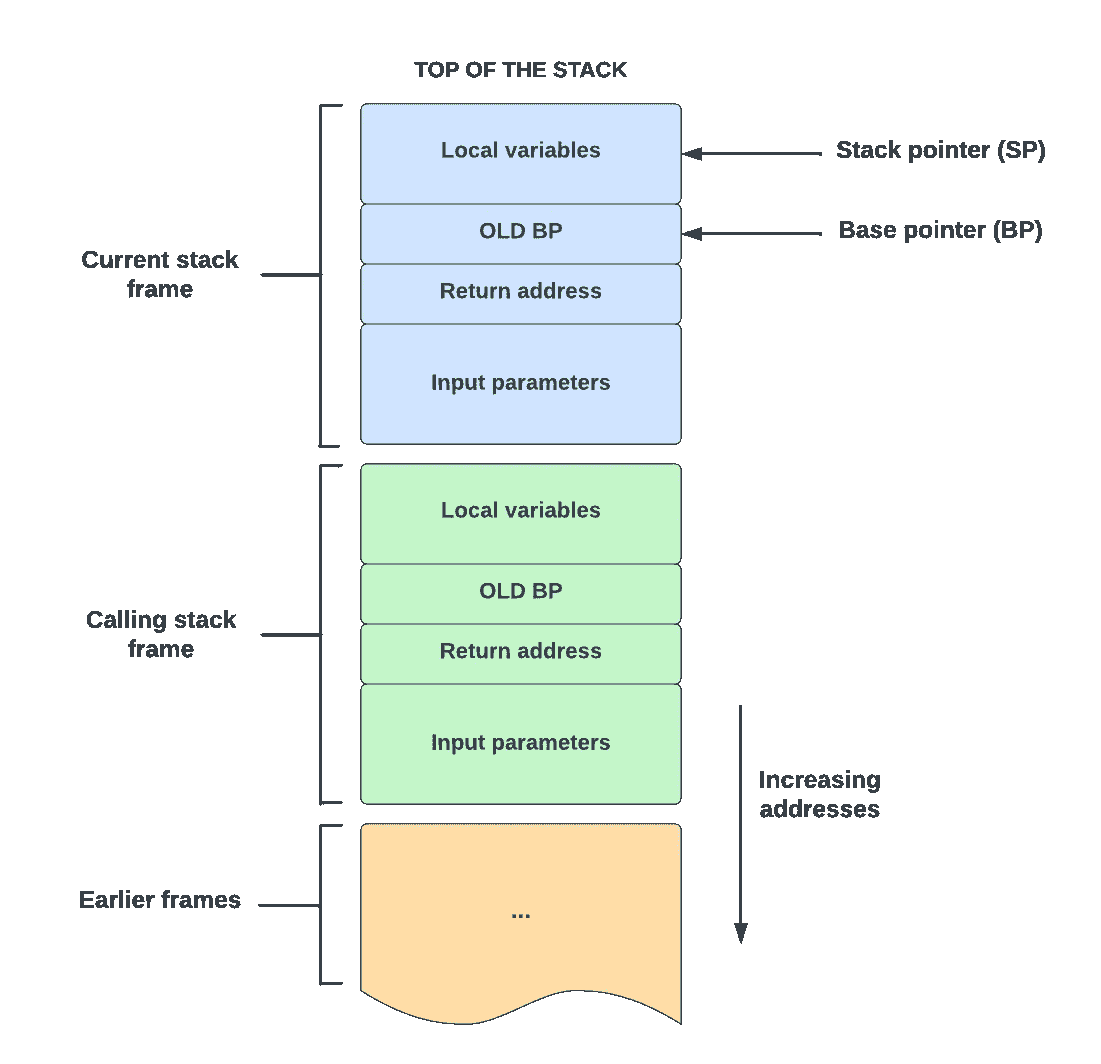 TOP OF THE STACK
Local variables
Stack pointer (SP)
OLD BP
Base pointer (BP)
Current stack
frame
Return address
Input parameters
Local variables
OLD BP
Calling stack
frame
Return address
Input parameters
Increasing
addresses
Earlier frames
...